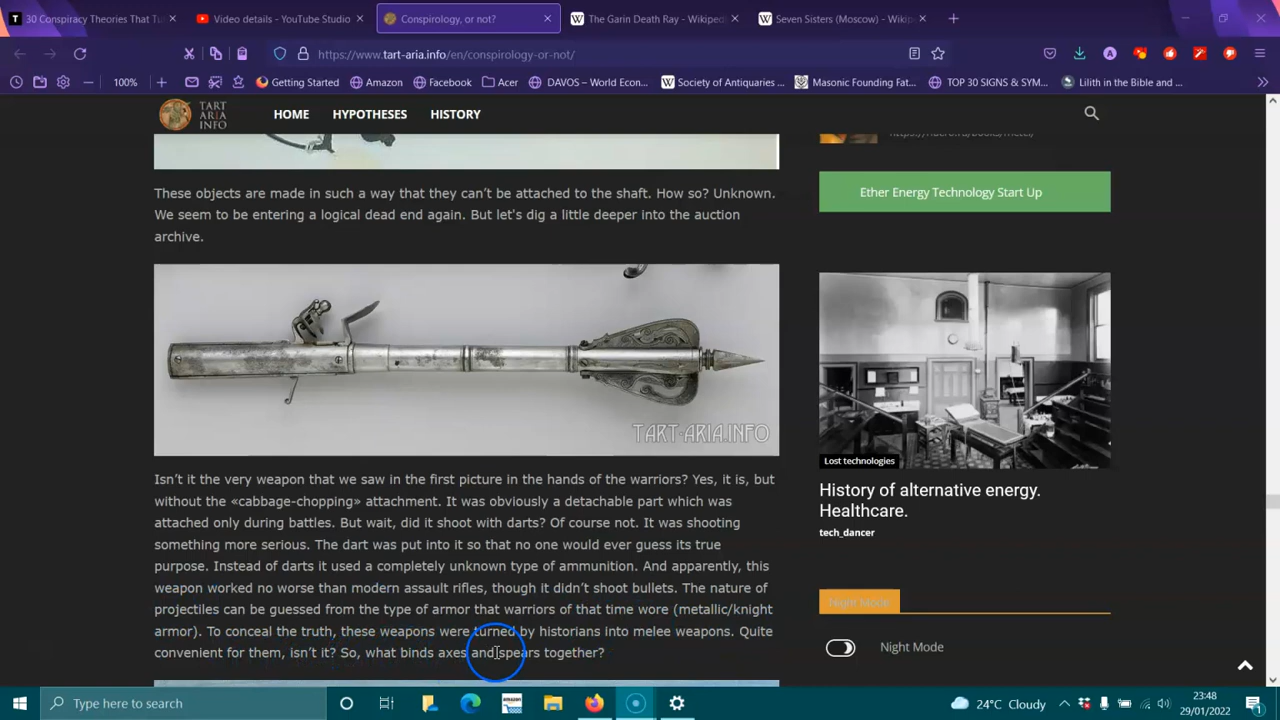 30 Conspiracy Theories That Tu
Video details - YouTube Studio
Conspirology, or not?
The Garin Death Ray - Wikiped
Seven Sisters (Moscow) - Wikip
https://www.tart-aria.info/en/conspirology-or-not/
100%
Getting Started
Amazon
Facebook
Acer
DAVOS – World Econ...
Society of Antiquaries ...
Masonic Founding Fat...
TOP 30 SIGNS & SYM...
Lilith in the Bible and ...
TART
ARIA
INFO
HOME
HYPOTHESES
HISTORY
These objects are made in such a way that they can't be attached to the shaft. How so? Unknown.
We seem to be entering a logical dead end again. But let's dig a little deeper into the auction
archive.
TART-ARIA.INFO
Isn't it the very weapon that we saw in the first picture in the hands of the warriors? Yes, it is, but
without the «cabbage-chopping» attachment. It was obviously a detachable part which was
attached only during battles. But wait, did it shoot with darts? Of course not. It was shooting
something more serious. The dart was put into it so that no one would ever guess its true
purpose. Instead of darts it used a completely unknown type of ammunition. And apparently, this
weapon worked no worse than modern assault rifles, though it didn't shoot bullets. The nature of
projectiles can be guessed from the type of armor that warriors of that time wore (metallic/knight
armor). To conceal the truth, these weapons were turned by historians into melee weapons. Quite
convenient for them, isn't it? So, what binds axes and spears together?
Ether Energy Technology Start Up
Lost technologies
History of alternative energy.
Healthcare.
tech_dancer
Night Mode
Night Mode
Type here to search
24°C Cloudy
23:48
29/01/2022